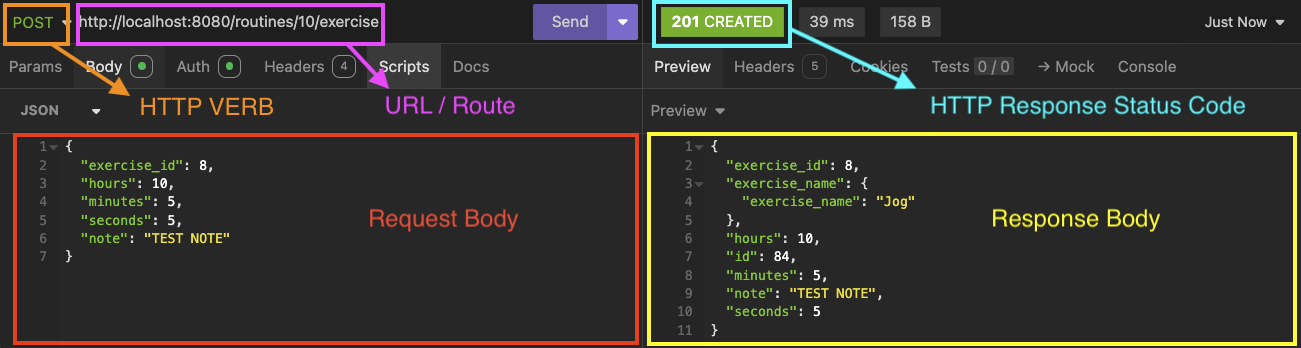 POST http://localhost:8080/routines/10/exercise Send
201 CREATED 39 ms 158 B Just Now
Params Body Auth Headers 4 Scripts Docs
Preview Headers 5 Cookies Tests 0 / 0 → Mock Console
JSON HTTP VERB URL / Route
Preview HTTP Response Status Code
1 {
2 "exercise_id": 8,
3 "hours": 10,
4 "minutes": 5,
5 "seconds": 5,
6 "note": "TEST NOTE"
7 }
Request Body
1 {
2 "exercise_id": 8,
3 "exercise_name": {
4 "exercise_name": "Jog"
5 },
6 "hours": 10,
7 "id": 84,
8 "minutes": 5,
9 "note": "TEST NOTE",
10 "seconds": 5
11 }
Response Body